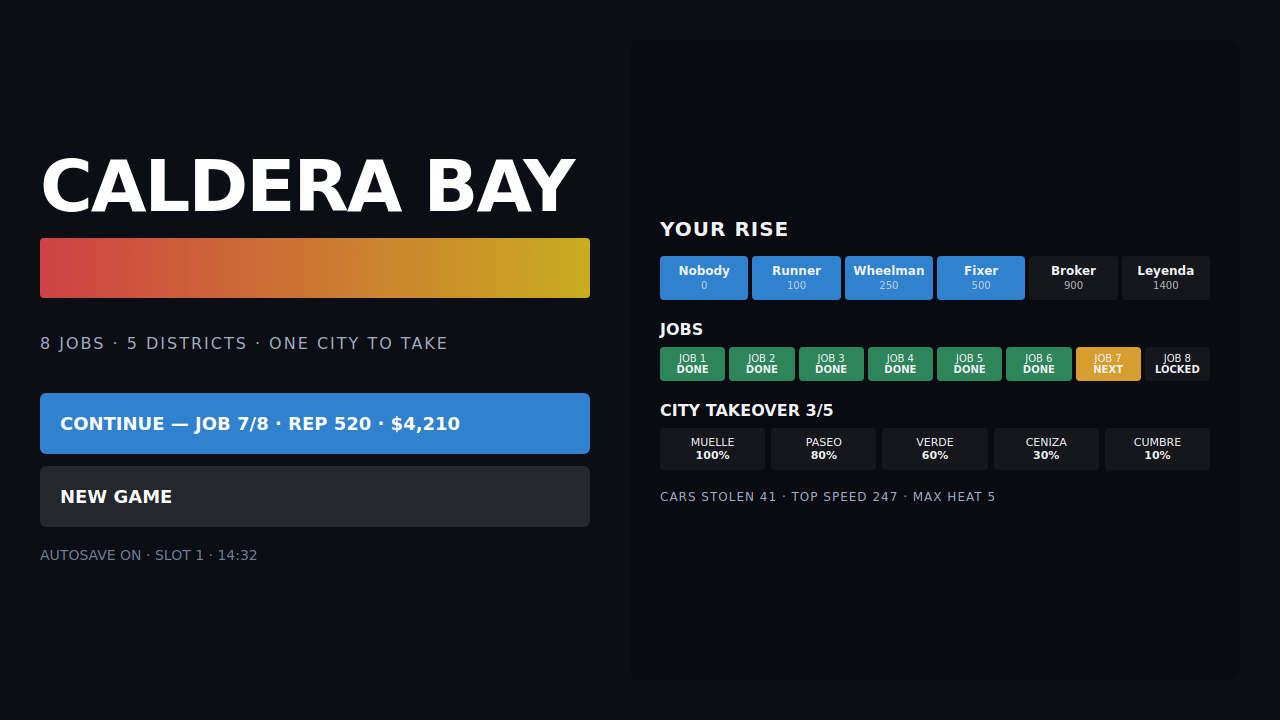 CALDERA BAY
8 JOBS · 5 DISTRICTS · ONE CITY TO TAKE
CONTINUE — JOB 7/8 · REP 520 · $4,210
NEW GAME
AUTOSAVE ON · SLOT 1 · 14:32
YOUR RISE
Nobody Runner Wheelman Fixer Broker Leyenda
0 100 250 500 900 1400
JOBS
JOB 1 JOB 2 JOB 3 JOB 4 JOB 5 JOB 6 JOB 7 JOB 8
DONE DONE DONE DONE DONE DONE NEXT LOCKED
CITY TAKEOVER 3/5
MUELLE PASEO VERDE CENIZA CUMBRE
100% 80% 60% 30% 10%
CARS STOLEN 41 · TOP SPEED 247 · MAX HEAT 5